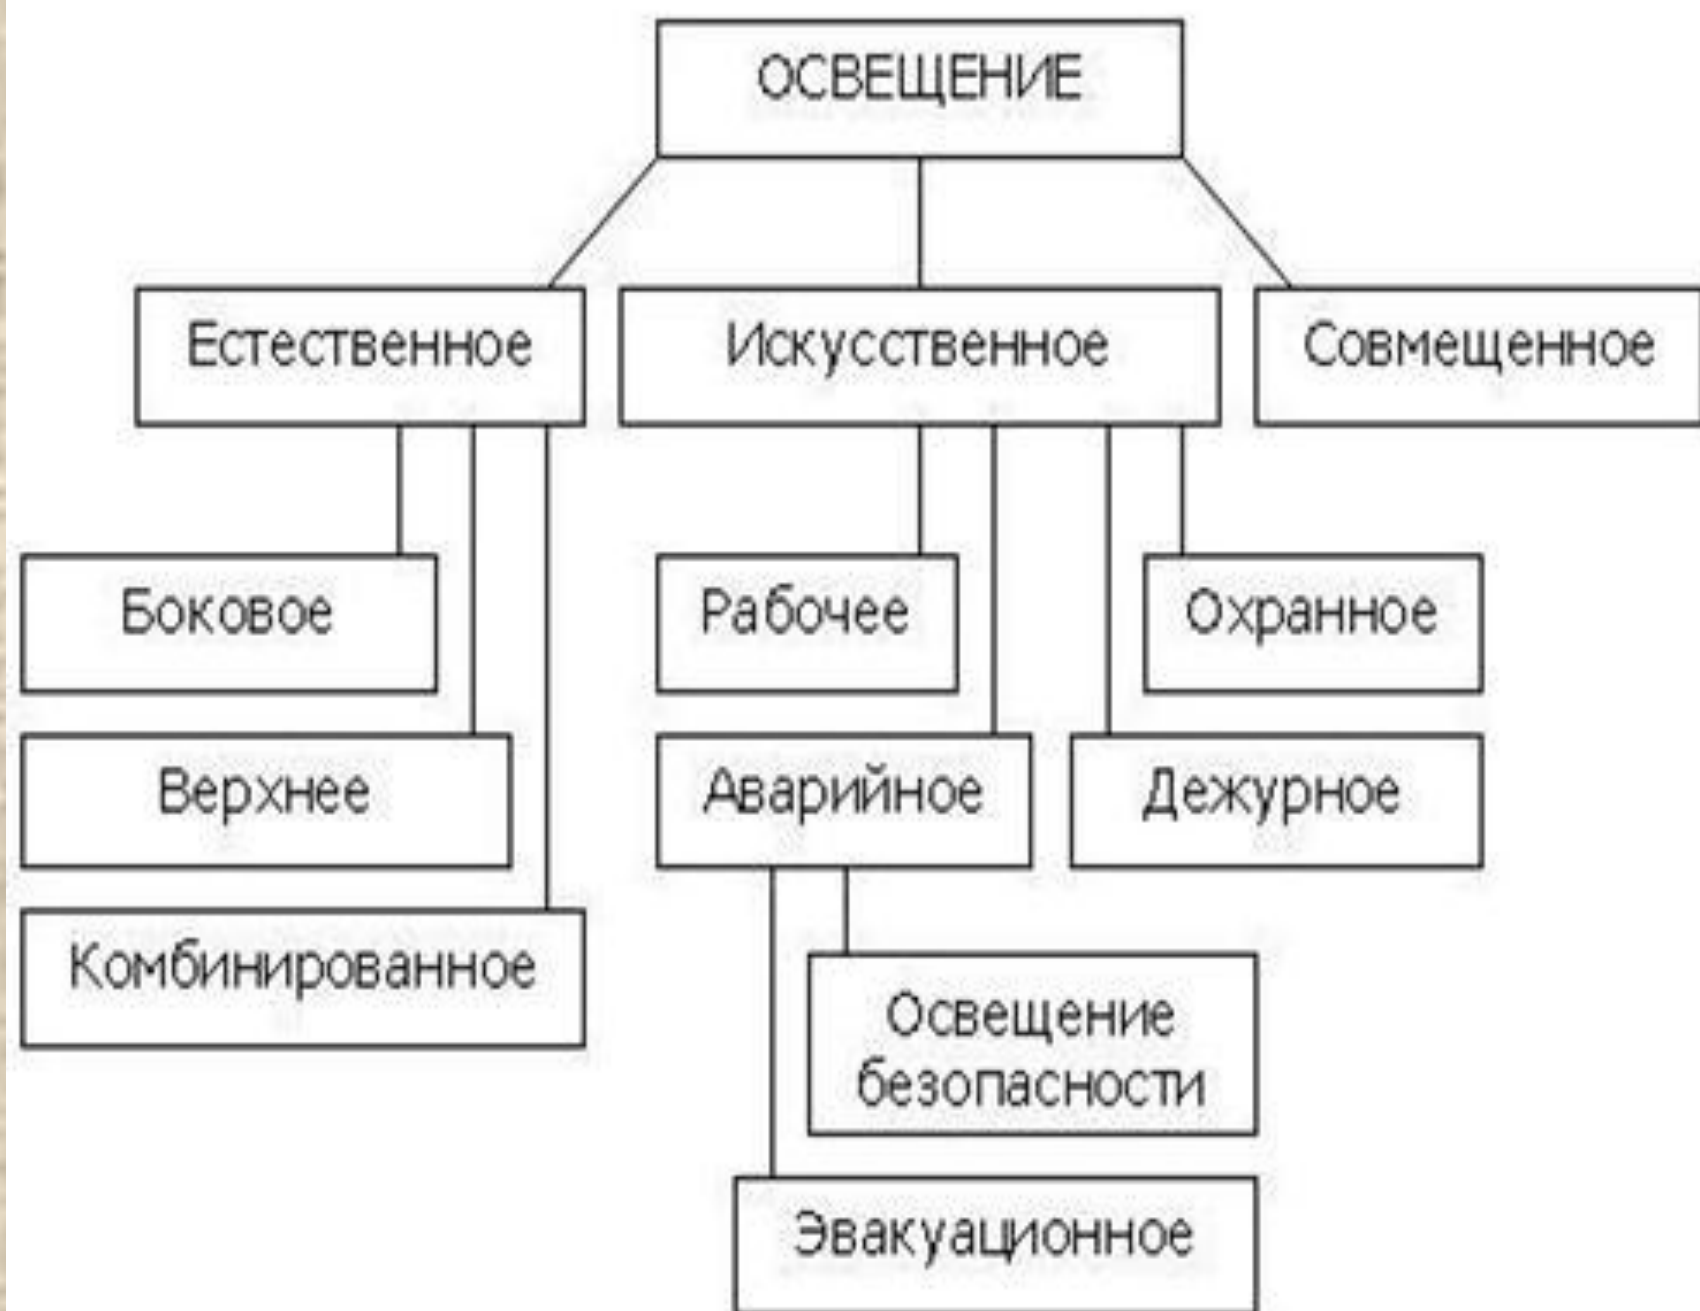 ОСВЕЩЕНИЕ
Естественное
Искусственное
Совмещенное
Боковое
Рабочее
Охранное
Верхнее
Аварийное
Дежурное
Комбинированное
Освещение
безопасности
Эвакуационное